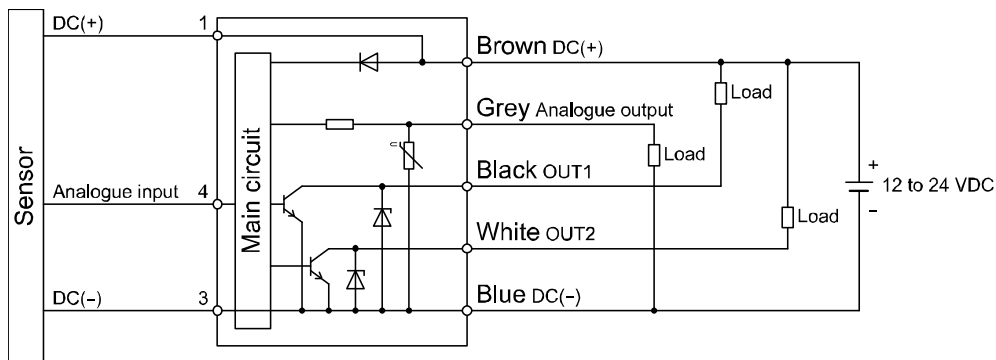 DC(+) 1
Brown DC(+)
Load
Grey Analogue output
Load
Black OUT1
Sensor
Analogue input 4
Main circuit
+
12 to 24 VDC
−
Load
White OUT2
DC(−) 3
Blue DC(−)